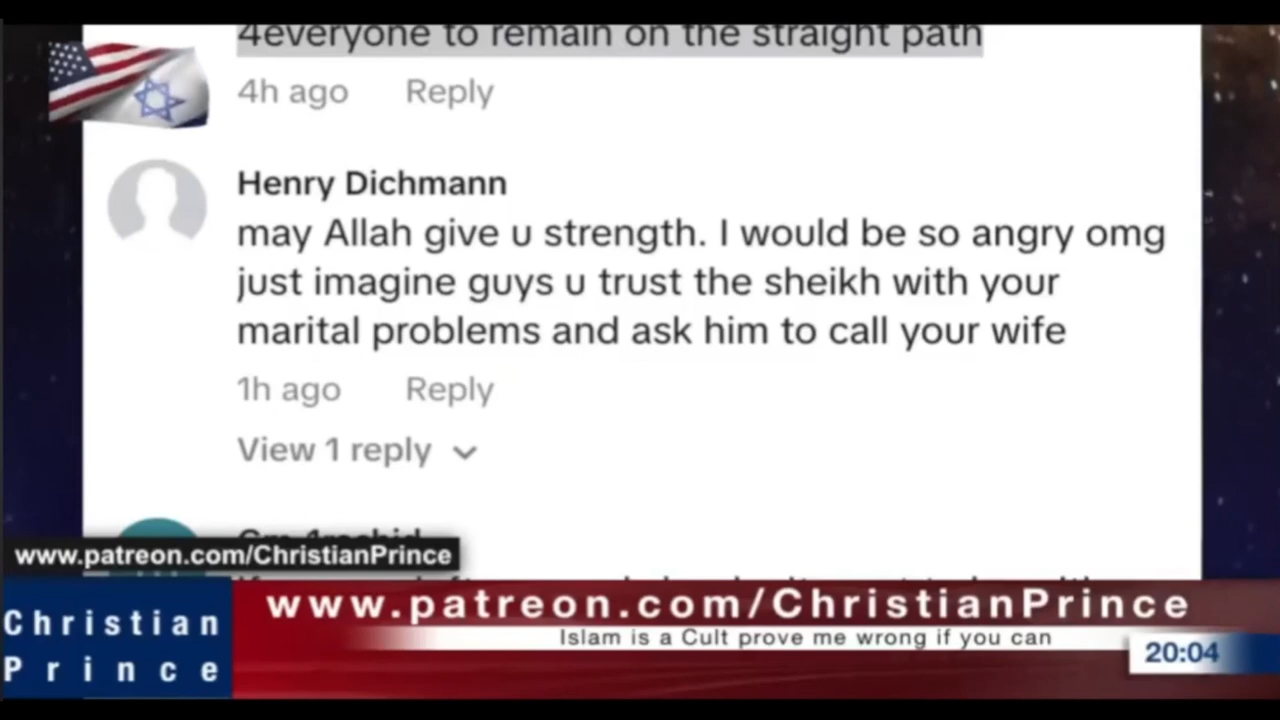 4everyone to remain on the straight path
4h ago Reply
Henry Dichmann
may Allah give u strength. I would be so angry omg
just imagine guys u trust the sheikh with your
marital problems and ask him to call your wife
1h ago Reply
View 1 reply
www.patreon.com/ChristianPrince
www.patreon.com/ChristianPrince
Christian
Prince
Islam is a Cult prove me wrong if you can
20:04